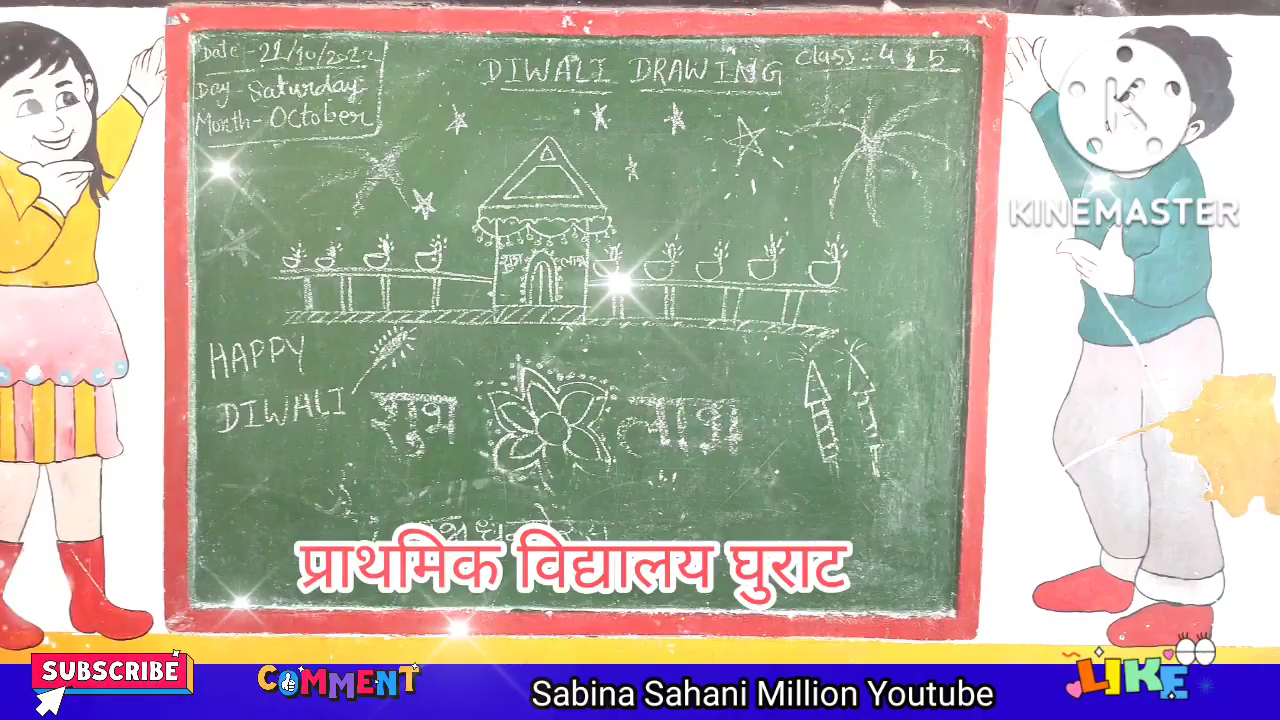 Date - 21/10/2022
Day - Saturday
Month - October
DIWALI DRAWING
Class - 4 & 5
KINEMASTER
शुभ लाभ
HAPPY
DIWALI
शुभ लाभ
प्राथमिक विद्यालय घुराट
SUBSCRIBE
COMMENT
Sabina Sahani Million Youtube
LIKE